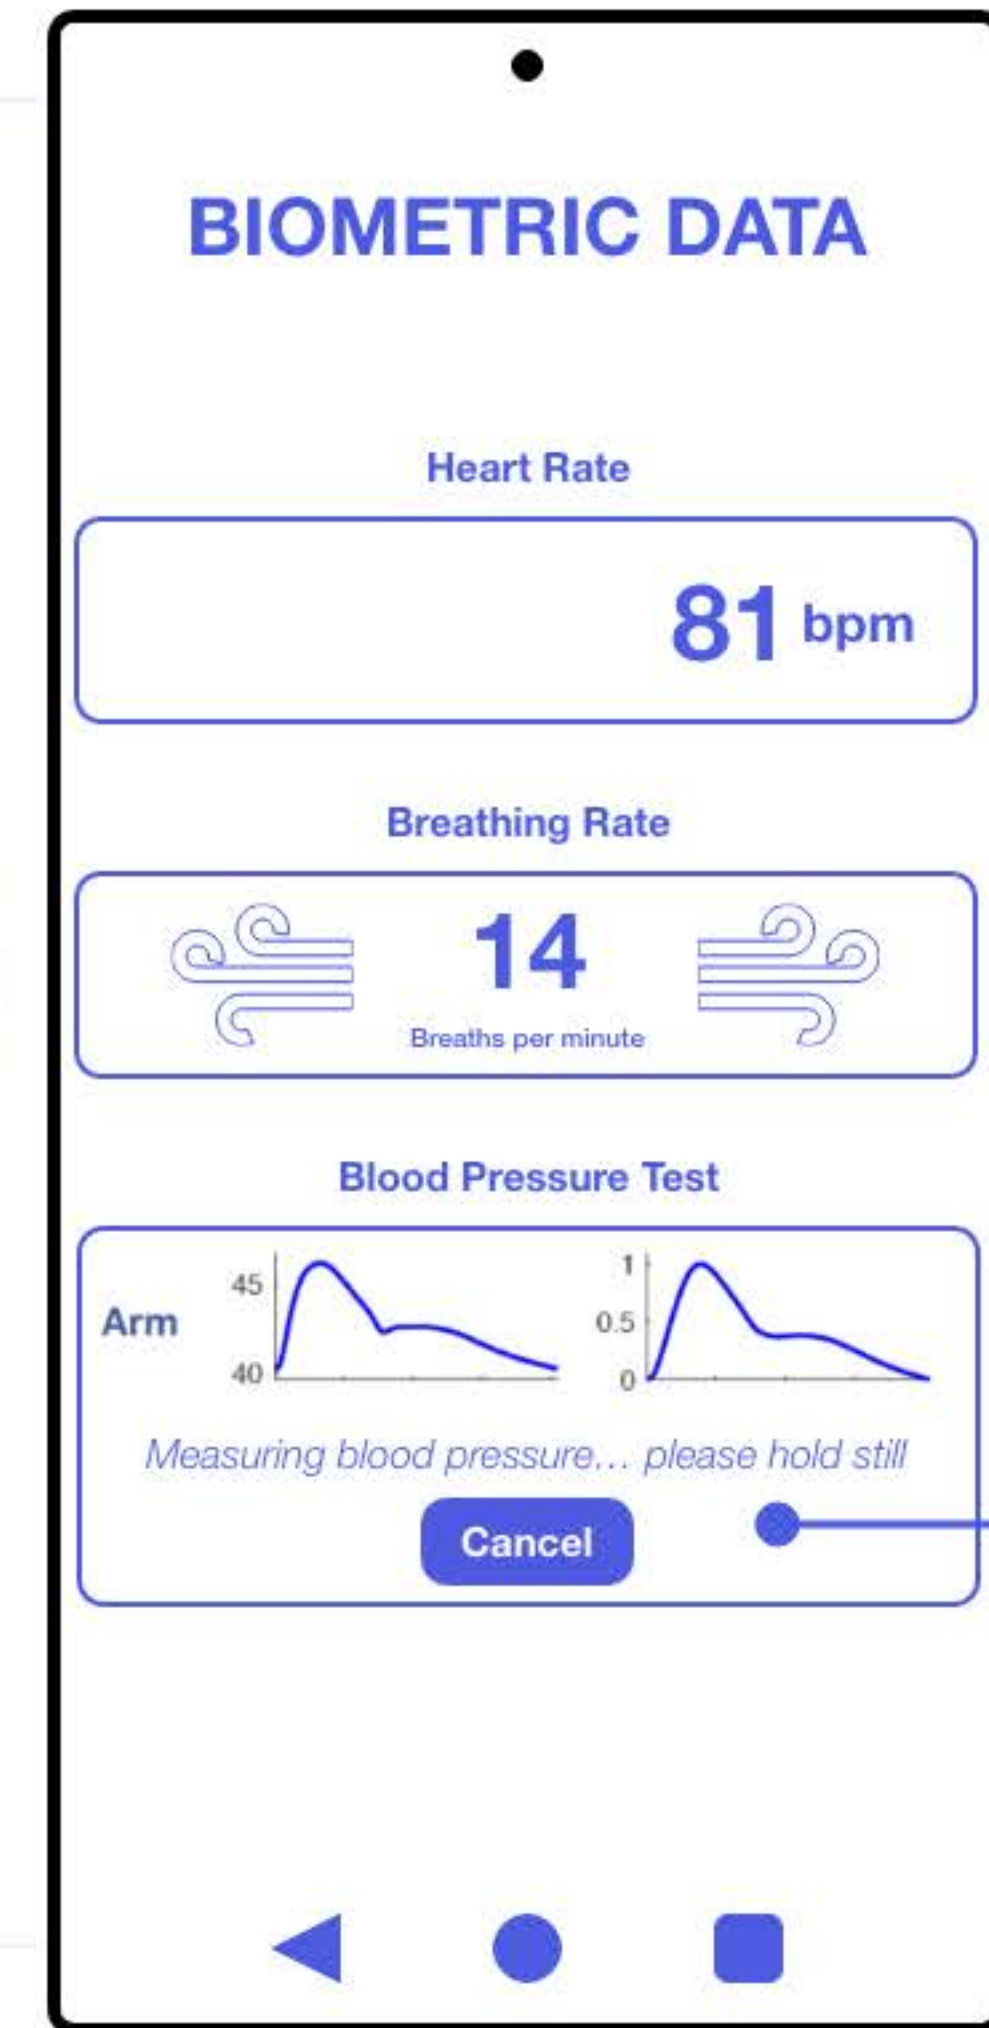 BIOMETRIC DATA
Heart Rate
81 bpm
Breathing Rate
14
Breaths per minute
Blood Pressure Test
Arm
45
40
1
0.5
0
Measuring blood pressure... please hold still
Cancel